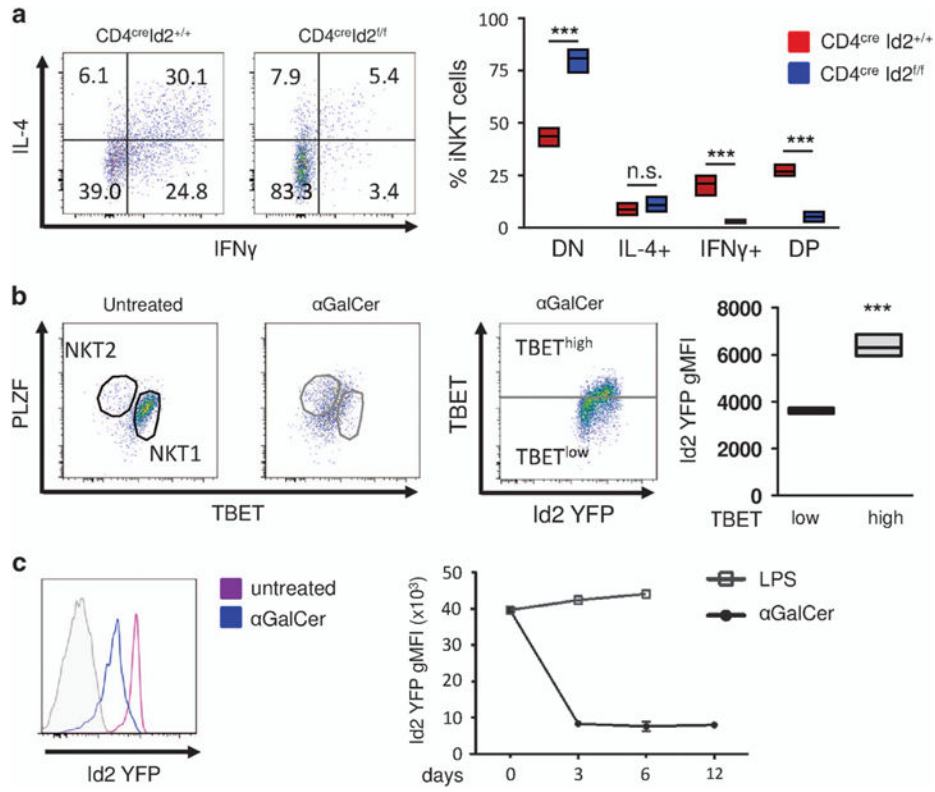 a
CD4creId2+/+
CD4creId2f/f
6.1 30.1
39.0 24.8
7.9 5.4
83.3 3.4
IL-4
IFNγ
% iNKT cells
100
75
50
25
0
***
n.s.
***
***
DN IL-4+ IFNγ+ DP
CD4cre Id2+/+
CD4cre Id2f/f
b
Untreated
αGalCer
NKT2
NKT1
PLZF
TBET
αGalCer
TBEThigh
TBETlow
TBET
Id2 YFP
Id2 YFP gMFI
8000
6000
4000
2000
0
***
TBET low high
c
untreated
αGalCer
Id2 YFP
Id2 YFP gMFI (x10³)
50
40
30
20
10
0
days 0 3 6 12
LPS
αGalCer